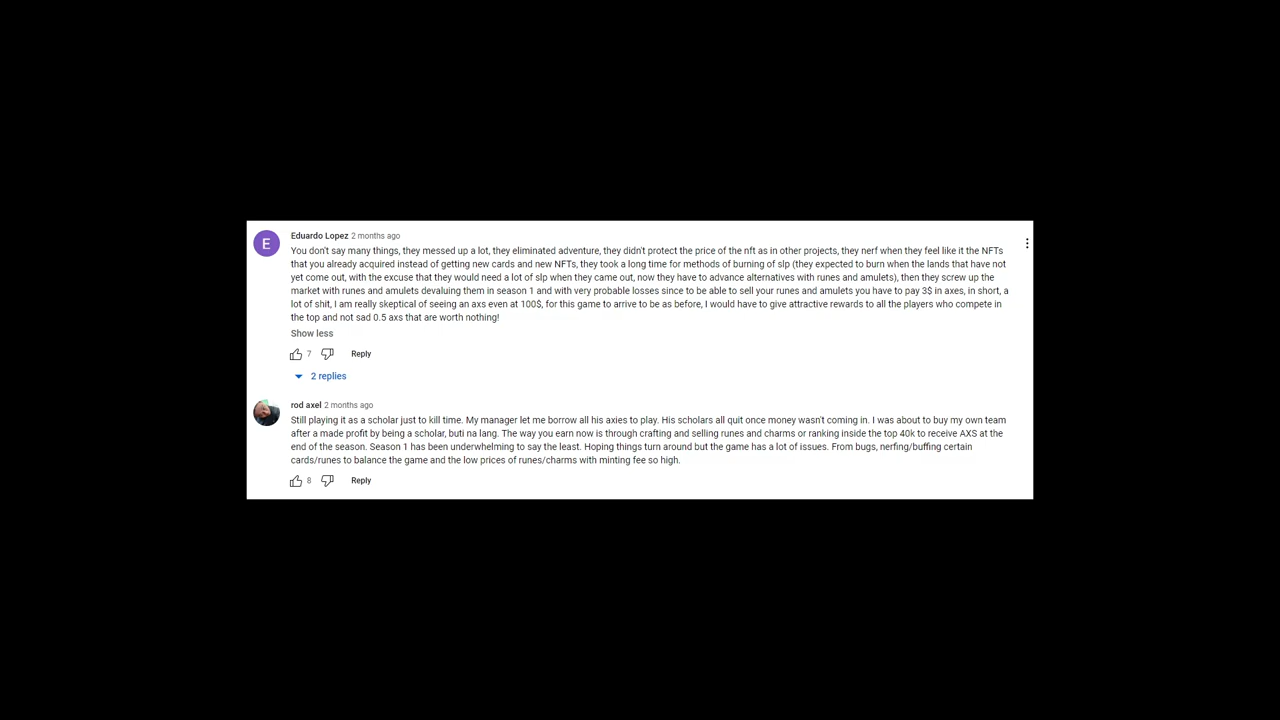 E
Eduardo Lopez 2 months ago
You don't say many things, they messed up a lot, they eliminated adventure, they didn't protect the price of the nft as in other projects, they nerf when they feel like it the NFTs
that you already acquired instead of getting new cards and new NFTs, they took a long time for methods of burning of slp (they expected to burn when the lands that have not
yet come out, with the excuse that they would need a lot of slp when they came out, now they have to advance alternatives with runes and amulets), then they screw up the
market with runes and amulets devaluing them in season 1 and with very probable losses since to be able to sell your runes and amulets you have to pay 3$ in axes, in short, a
lot of shit, I am really skeptical of seeing an axs even at 100$, for this game to arrive to be as before, I would have to give attractive rewards to all the players who compete in
the top and not sad 0.5 axs that are worth nothing!
Show less
7 Reply
2 replies
rod axel 2 months ago
Still playing it as a scholar just to kill time. My manager let me borrow all his axies to play. His scholars all quit once money wasn't coming in. I was about to buy my own team
after a made profit by being a scholar, buti na lang. The way you earn now is through crafting and selling runes and charms or ranking inside the top 40k to receive AXS at the
end of the season. Season 1 has been underwhelming to say the least. Hoping things turn around but the game has a lot of issues. From bugs, nerfing/buffing certain
cards/runes to balance the game and the low prices of runes/charms with minting fee so high.
8 Reply